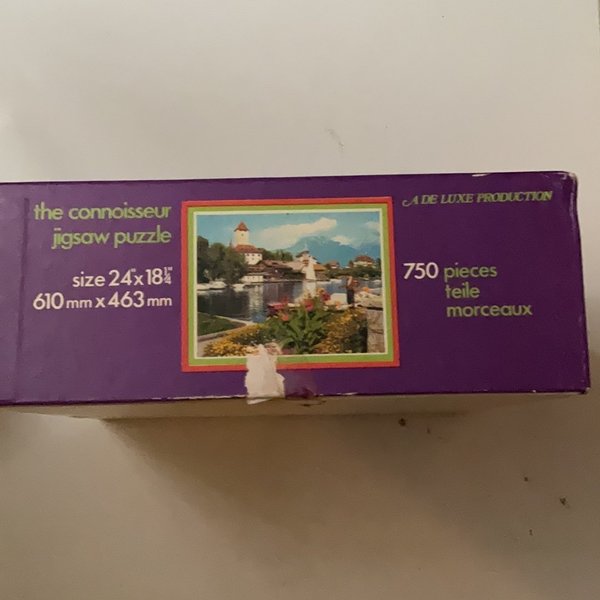 the connoisseur
jigsaw puzzle
size 24"x 18¼"
610 mm x 463 mm
A DE LUXE PRODUCTION
750 pieces
teile
morceaux